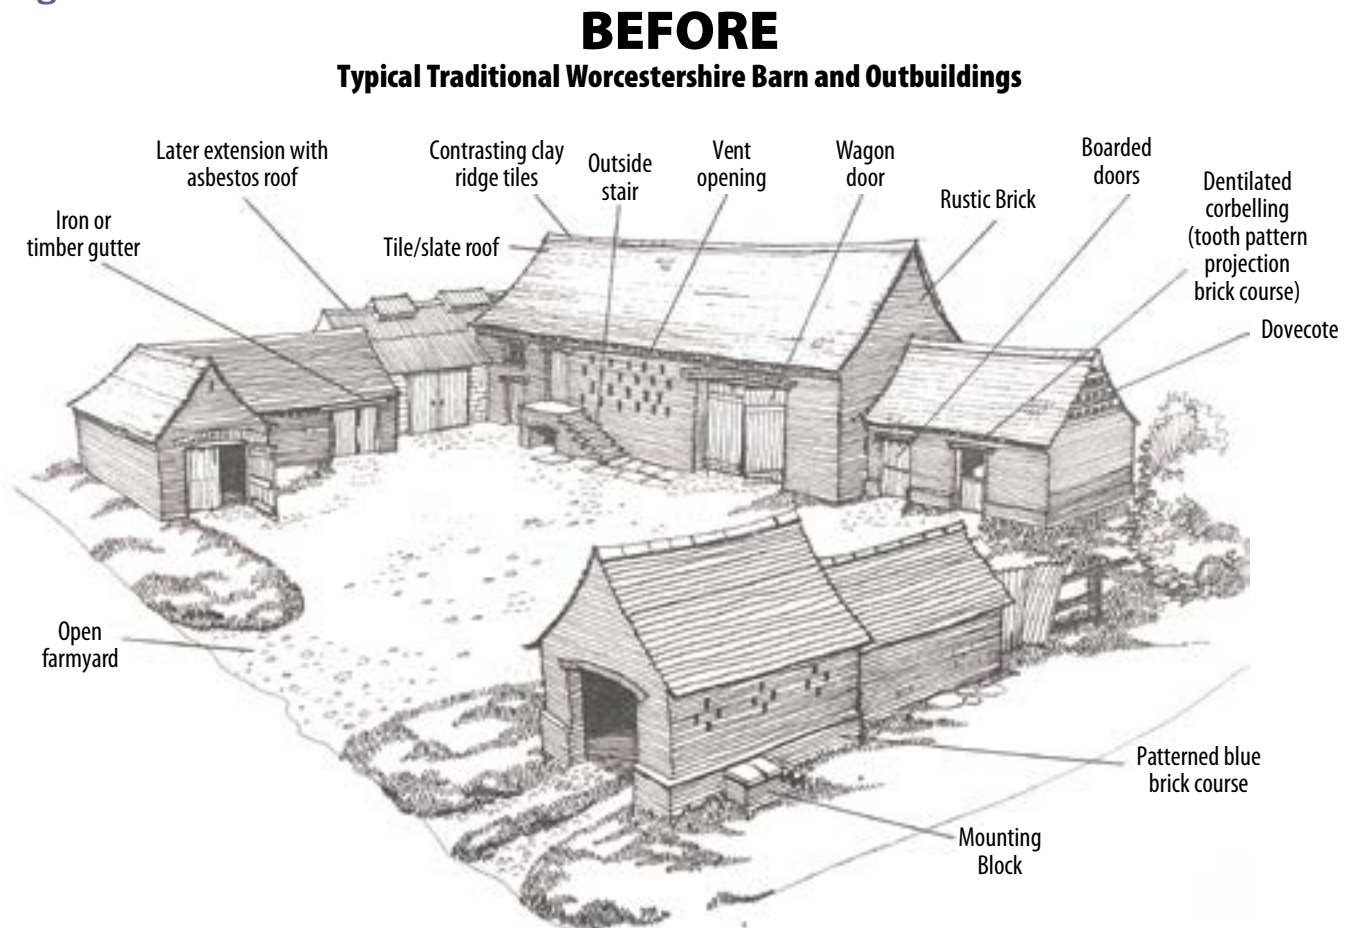 BEFORE
Typical Traditional Worcestershire Barn and Outbuildings
Later extension with
asbestos roof
Contrasting clay
ridge tiles
Outside
stair
Vent
opening
Wagon
door
Boarded
doors
Rustic Brick
Dentilated
corbelling
(tooth pattern
projection
brick course)
Iron or
timber gutter
Tile/slate roof
Dovecote
Open
farmyard
Patterned blue
brick course
Mounting
Block